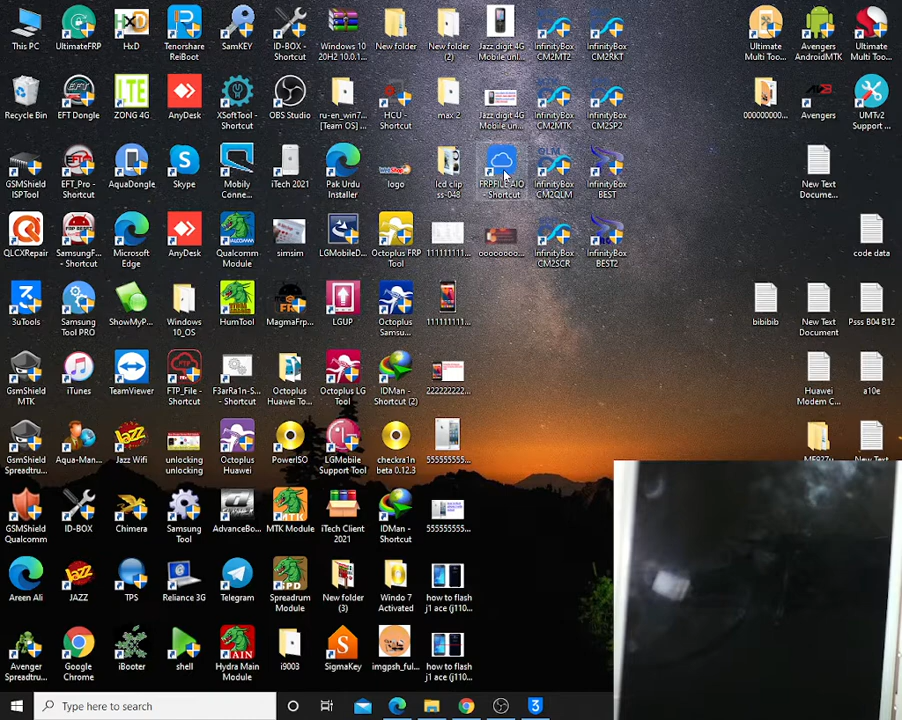 This PC
UltimateFRP
HxD
Tenorshare
ReiBoot
SamKEY
ID-BOX -
Shortcut
Windows 10
20H2 10.0.1...
New folder
New folder
(2)
Jazz digit 4G
Mobile unl...
InfinityBox
CM2MT2
InfinityBox
CM2RKT
Ultimate
Multi Too...
Avengers
AndroidMTK
Ultimate
Multi Too...
Recycle Bin
EFT Dongle
LTE
ZONG 4G
AnyDesk
XSoftTool -
Shortcut
OBS Studio
ru-en_win7...
[Team OS] ...
HCU -
Shortcut
max 2
Jazz digit 4G
Mobile un...
InfinityBox
CM2MTK
InfinityBox
CM2SP2
Avengers
UMTv2
Support ...
GSMShield
ISPTool
EFT_Pro -
Shortcut
AquaDongle
Skype
Mobily
Conne...
iTech 2021
Pak Urdu
Installer
logo
lcd clip
ss-048
FRPFILE AIO
- Shortcut
InfinityBox
CM2QLM
InfinityBox
BEST
New Text
Docume...
QLCXRepair
SamsungF...
- Shortcut
Microsoft
Edge
AnyDesk
Qualcomm
Module
simsim
LGMobileD...
Octoplus FRP
Tool
InfinityBox
CM2SCR
InfinityBox
BEST2
New Text
Docume...
code data
3uTools
Samsung
Tool PRO
ShowMyP...
Windows
10_OS
HumTool
MagmaFrp...
LGUP
Octoplus
Samsu...
bibibib
New Text
Document
Psss B04 B12
GsmShield
MTK
iTunes
TeamViewer
FTP_File -
Shortcut
F3arRa1n-S...
- Shortcut
Octoplus
Huawei To...
Octoplus LG
Tool
IDMan -
Shortcut (2)
Huawei
Modem C...
a10e
GsmShield
Spreadtru...
Aqua-Man...
Jazz Wifi
unlocking
unlocking
Octoplus
Huawei
PowerISO
LGMobile
Support Tool
checkra1n
beta 0.12.3
New Text
GSMShield
Qualcomm
ID-BOX
Chimera
Samsung
Tool
AdvanceBo...
MTK Module
iTech Client
2021
IDMan -
Shortcut
Areen Ali
JAZZ
TPS
Reliance 3G
Telegram
Spreadrum
Module
New folder
(3)
Windo 7
Activated
how to flash
j1 ace (j110...
Avenger
Spreadtru...
Google
Chrome
iBooter
shell
Hydra Main
Module
i9003
SigmaKey
imgpsh_ful...
how to flash
j1 ace (j110...
Type here to search